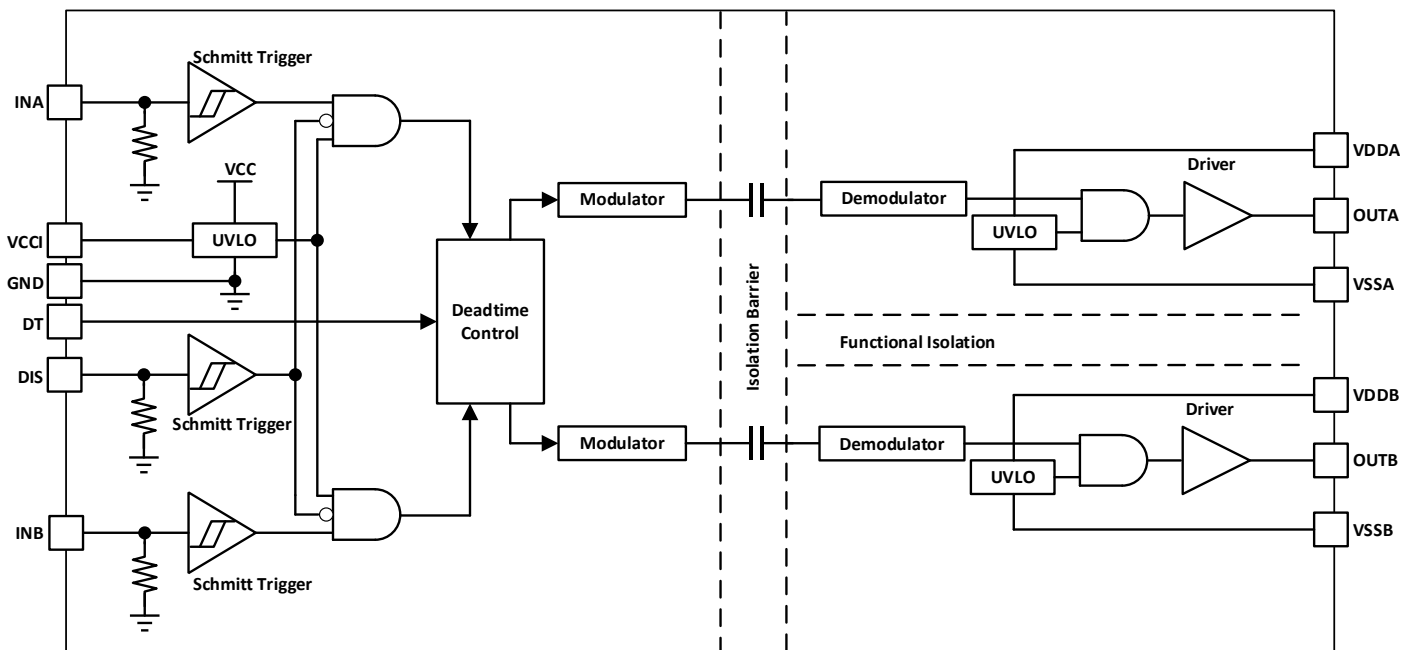 Schmitt Trigger
INA
VCC
VCCI
UVLO
GND
DT
DIS
Schmitt Trigger
INB
Schmitt Trigger
Deadtime
Control
Modulator
Modulator
Isolation Barrier
Demodulator
UVLO
Driver
VDDA
OUTA
VSSA
Functional Isolation
Demodulator
UVLO
Driver
VDDB
OUTB
VSSB